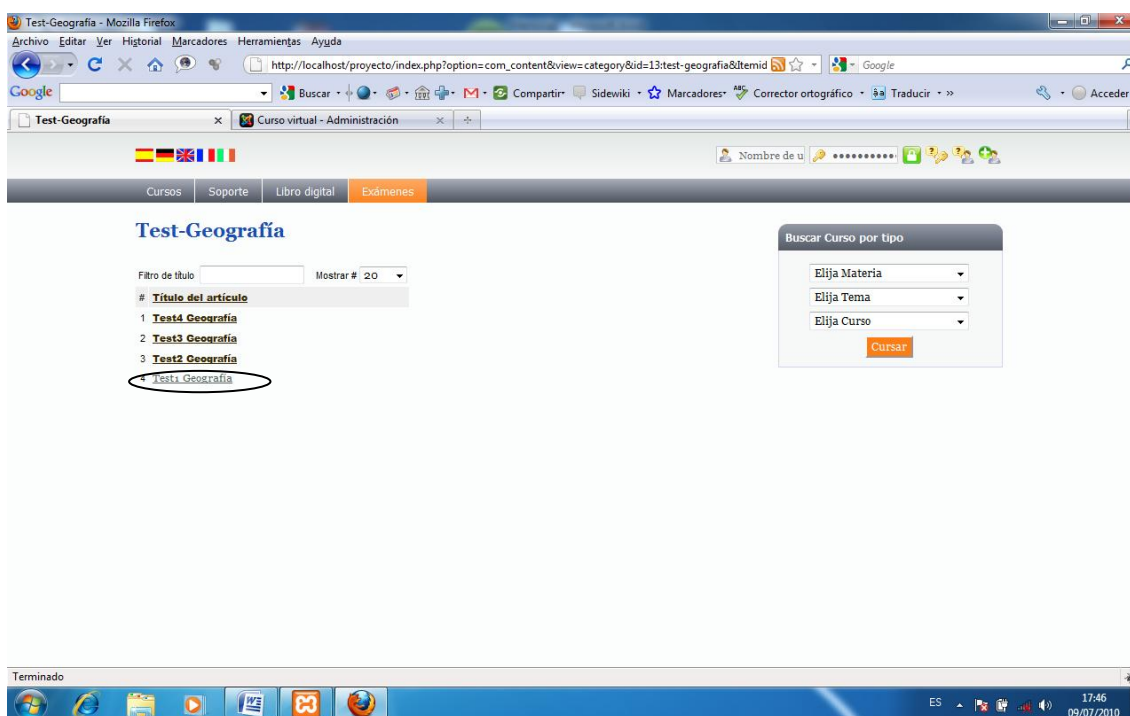 Test-Geografía - Mozilla Firefox
Archivo Editar Ver Historial Marcadores Herramientas Ayuda
http://localhost/proyecto/index.php?option=com_content&view=category&id=13:test-geografia&Itemid Google
Google Buscar Compartir Sidewiki Marcadores Corrector ortográfico Traducir » Acceder
Test-Geografía Curso virtual - Administración
Nombre de u
Cursos Soporte Libro digital Exámenes
Test-Geografía
Filtro de título Mostrar # 20
# Título del artículo
1 Test4 Geografía
2 Test3 Geografía
3 Test2 Geografía
4 Test1 Geografía
Buscar Curso por tipo
Elija Materia
Elija Tema
Elija Curso
Cursar
Terminado
ES 17:46
09/07/2010